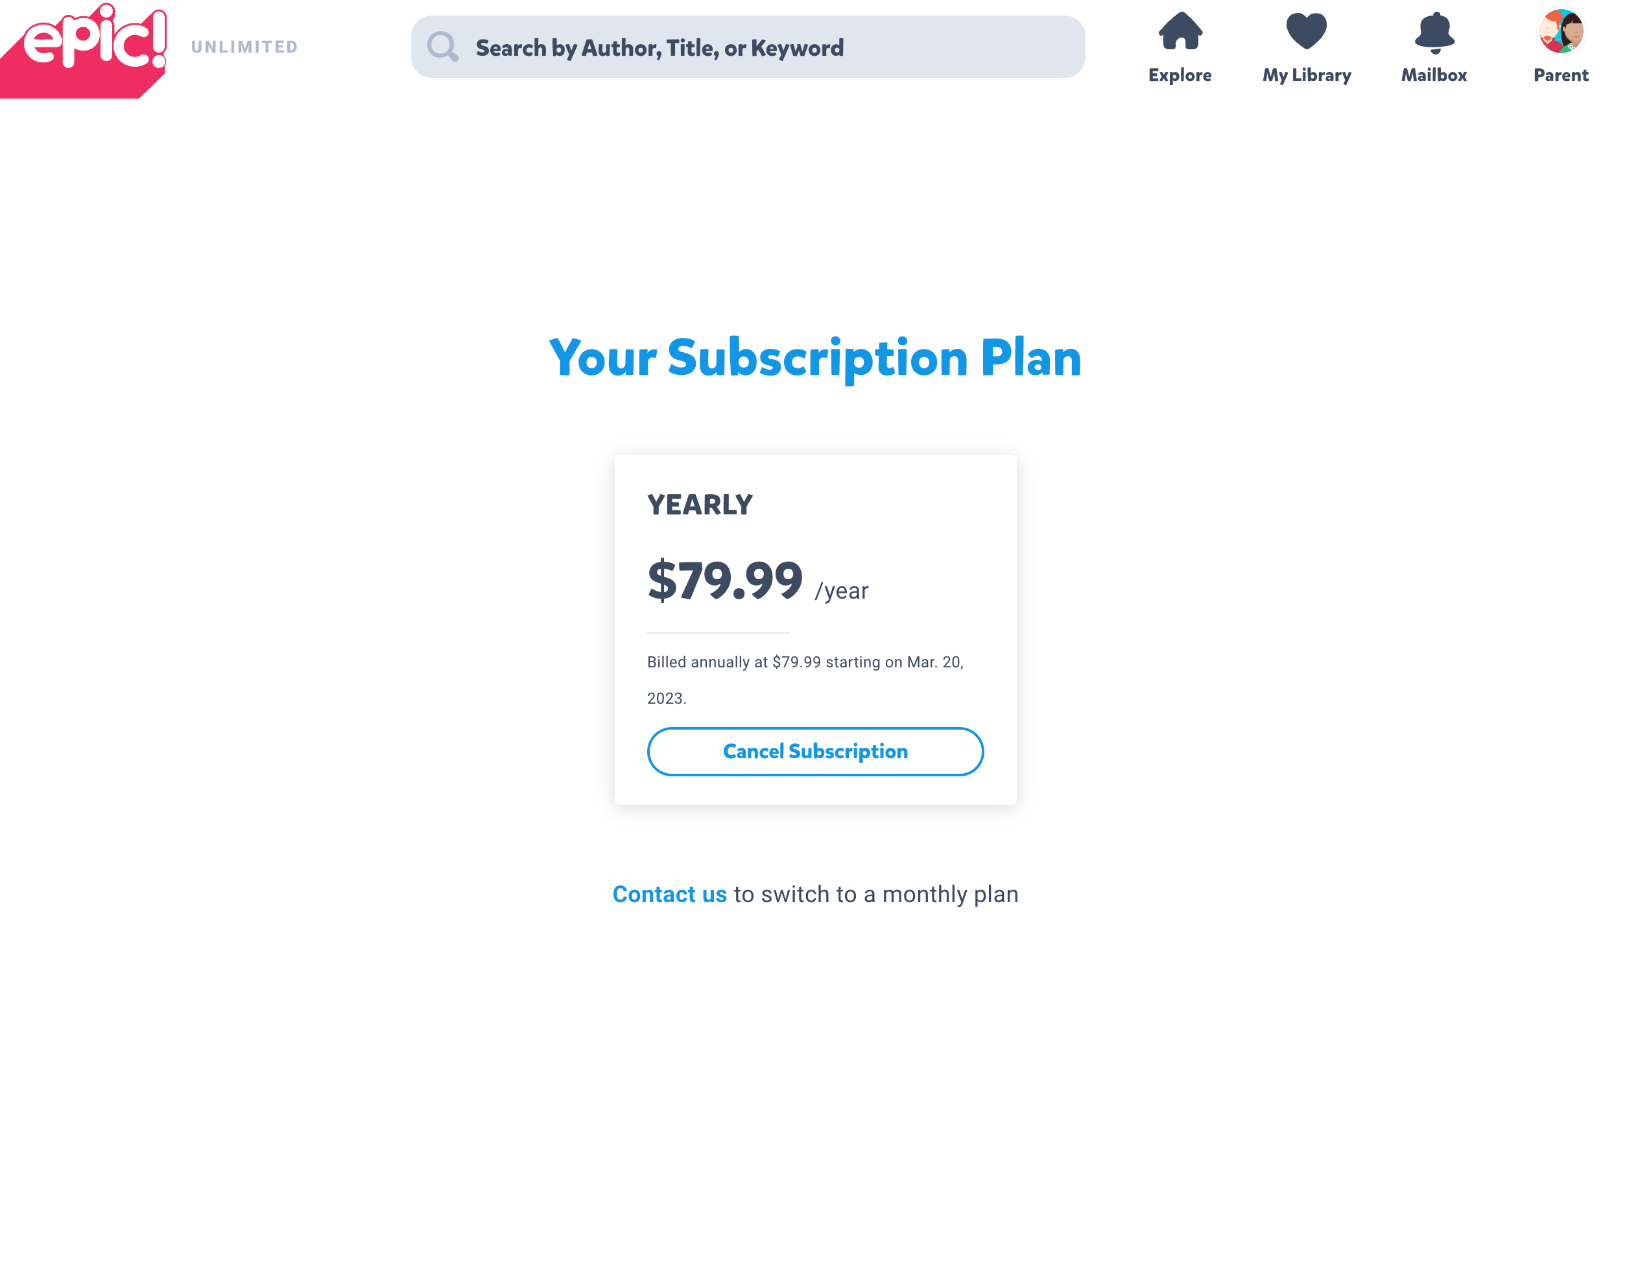 epic!
UNLIMITED
Search by Author, Title, or Keyword
Explore
My Library
Mailbox
Parent
Your Subscription Plan
YEARLY
$79.99 /year
Billed annually at $79.99 starting on Mar. 20,
2023.
Cancel Subscription
Contact us to switch to a monthly plan